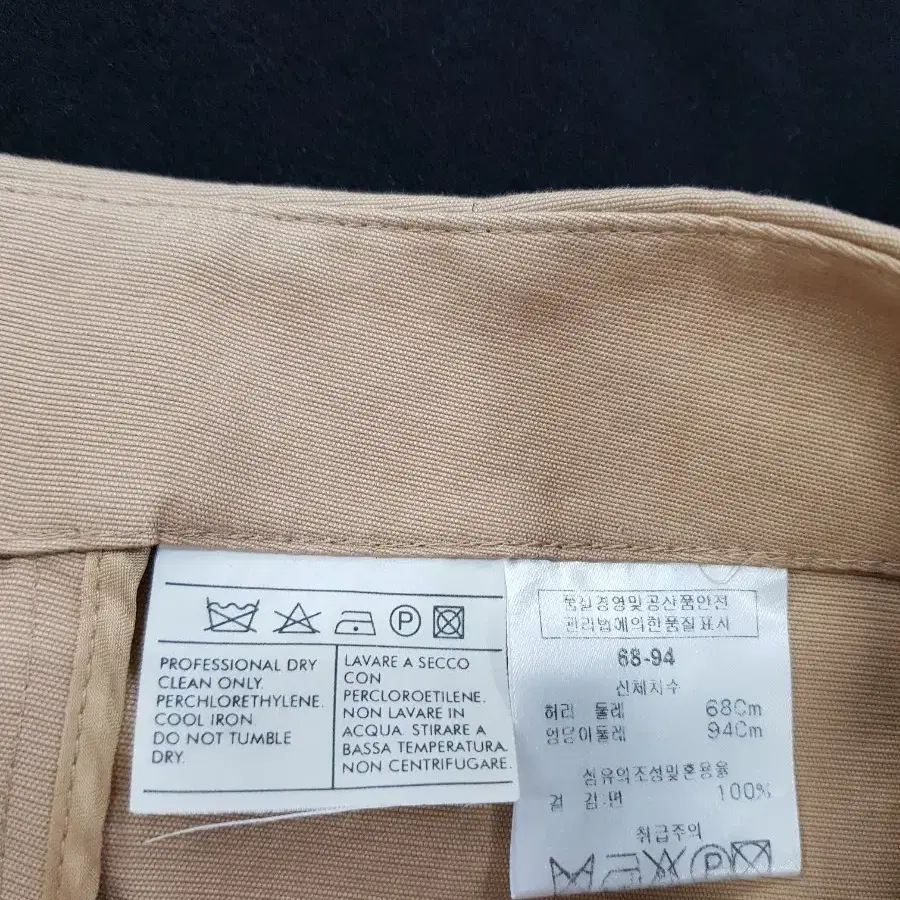 PROFESSIONAL DRY
CLEAN ONLY.
PERCHLORETHYLENE.
COOL IRON
DO NOT TUMBLE
DRY.
LAVARE A SECCO
CON
PERCLOROETILENE.
NON LAVARE IN
ACQUA. STIRARE A
BASSA TEMPERATURA.
NON CENTRIFUGARE.
품질경영및공산품안전
관리법에의한품질표시
68-94
신체치수
허리 둘레 68Cm
엉덩이둘레 94Cm
섬유의조성및혼용율
겉 감:면 100%
취급주의